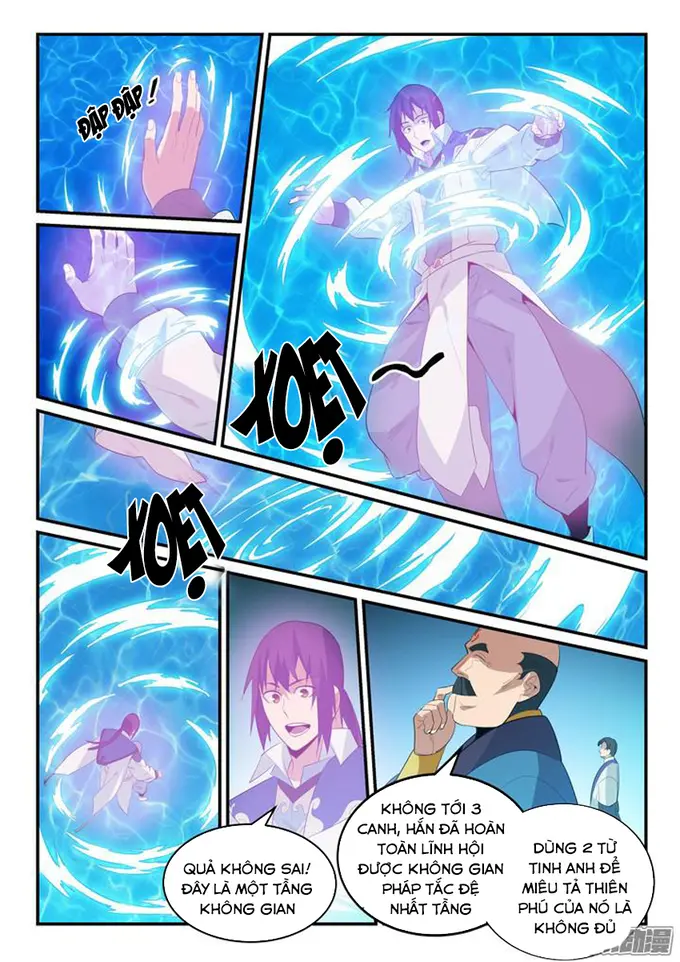 ĐẬP ĐẬP !
XOẸT
XOẸT
QUẢ KHÔNG SAI!
ĐÂY LÀ MỘT TẦNG
KHÔNG GIAN
KHÔNG TỚI 3
CANH, HẮN ĐÃ HOÀN
TOÀN LĨNH HỘI
ĐƯỢC KHÔNG GIAN
PHÁP TẮC ĐỆ
NHẤT TẦNG
DÙNG 2 TỪ
TINH ANH ĐỂ
MIÊU TẢ THIÊN
PHÚ CỦA NÓ LÀ
KHÔNG ĐỦ
动漫